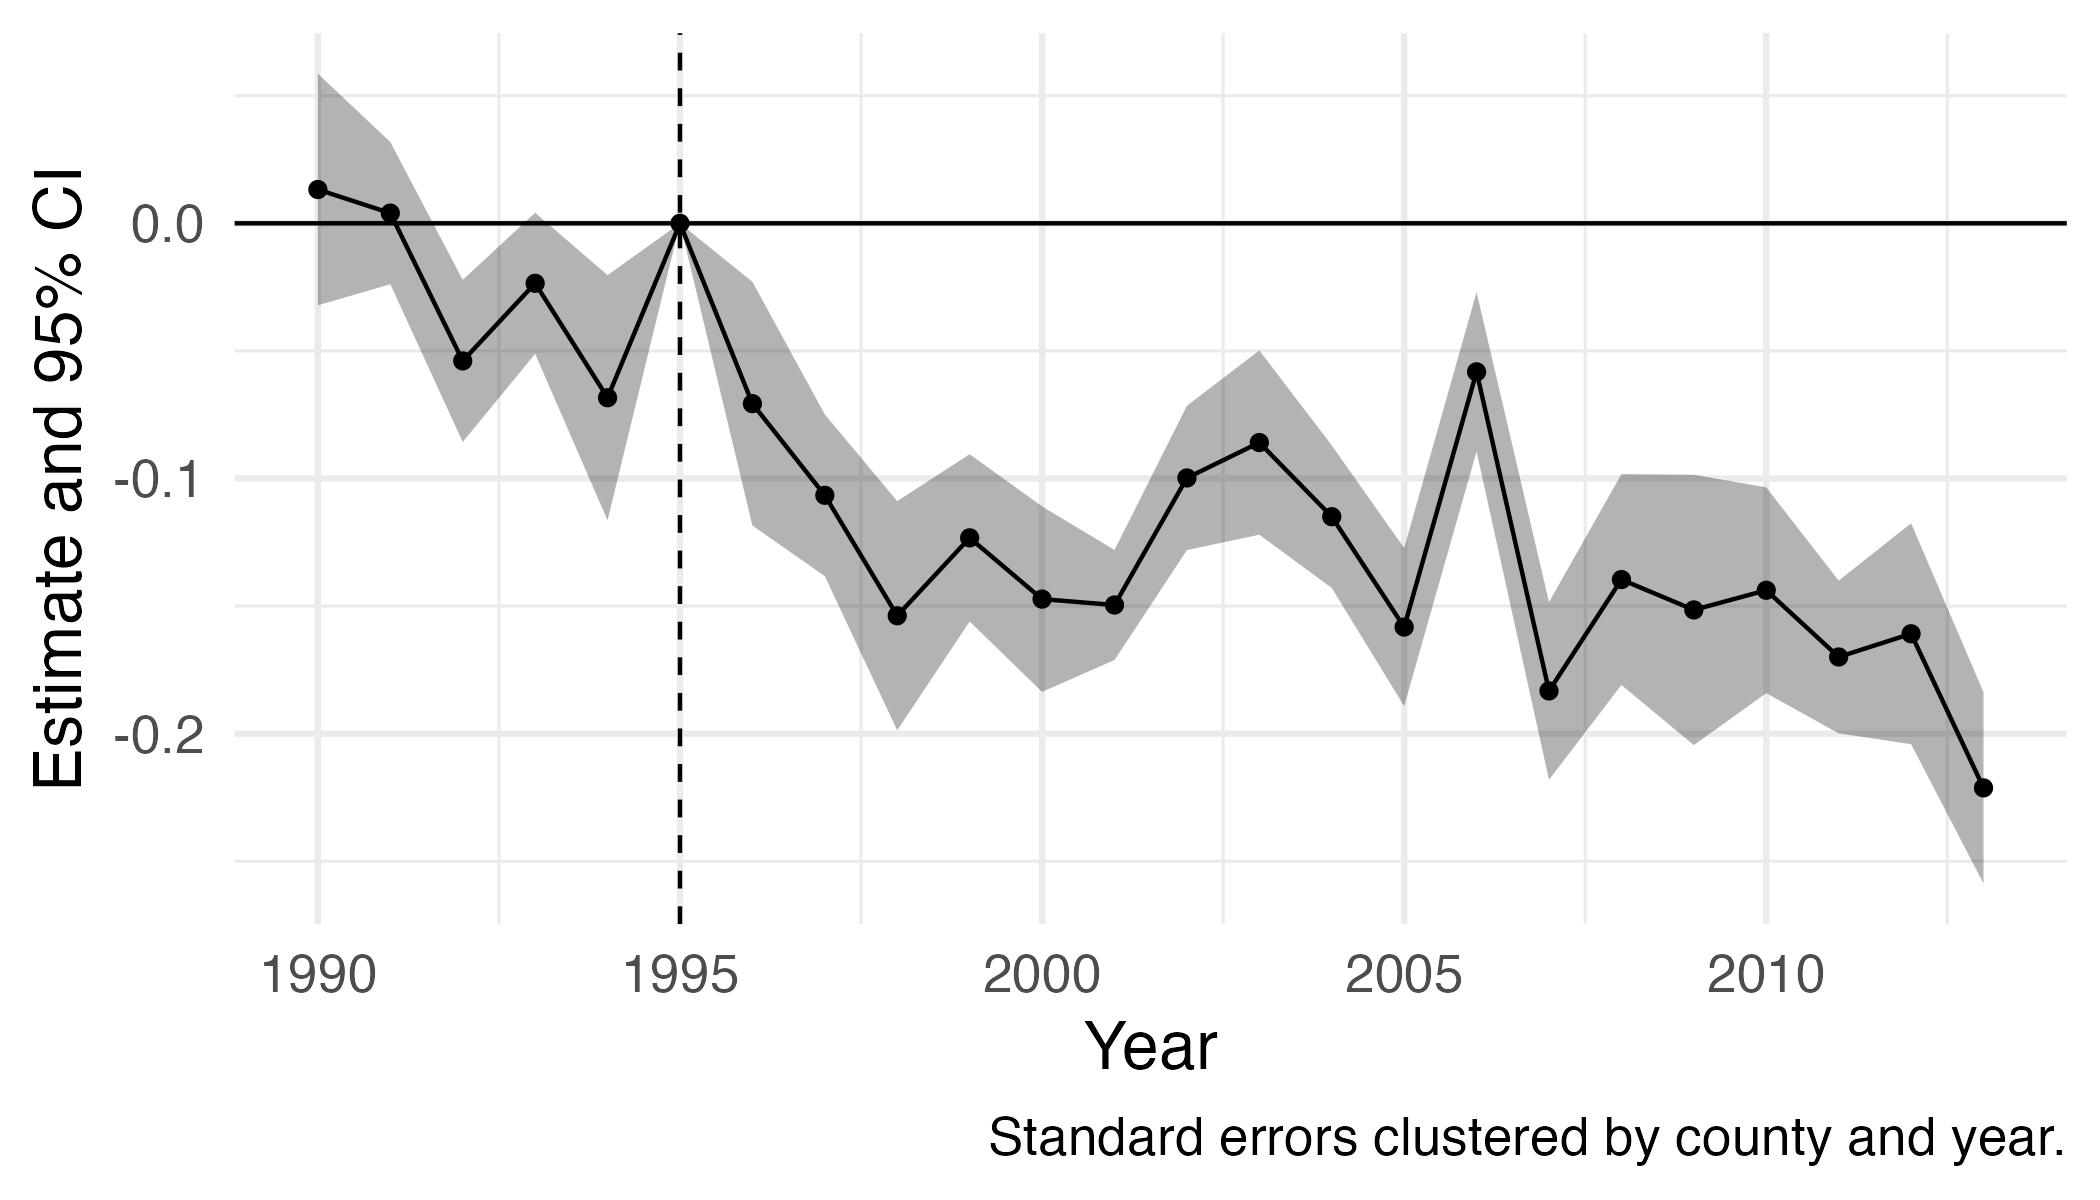 Estimate and 95% CI
0.0
-0.1
-0.2
1990 1995 2000 2005 2010
Year
Standard errors clustered by county and year.